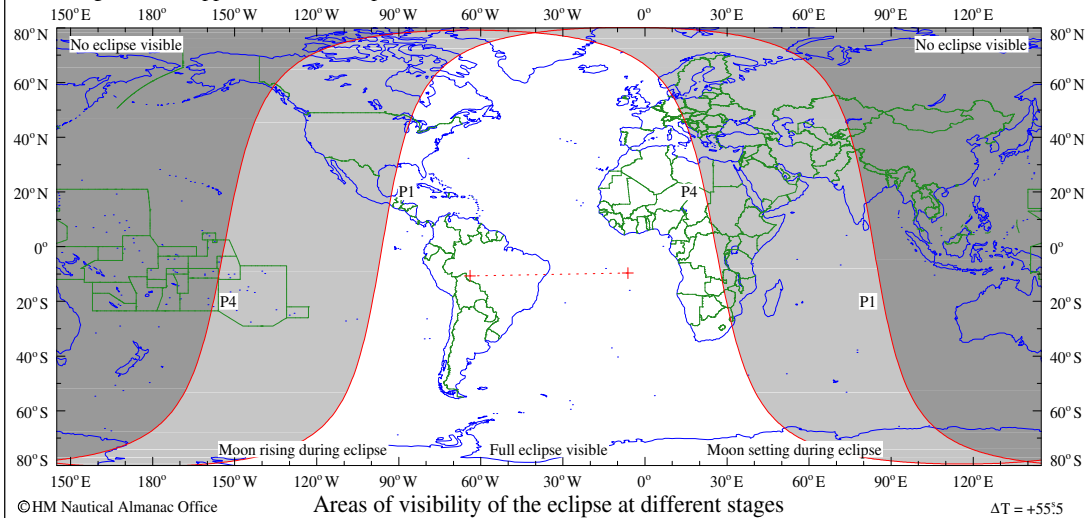 150° W 180° 150° W 120° W 90° W 60° W 30° W 0° 30° E 60° E 90° E 120° E
80° N No eclipse visible No eclipse visible 80° N
60° N 60° N
40° N 40° N
20° N P1 P4 20° N
0° 0°
20° S P4 P1 20° S
40° S 40° S
60° S 60° S
80° S Moon rising during eclipse Full eclipse visible Moon setting during eclipse 80° S
150° E 180° 150° W 120° W 90° W 60° W 30° W 0° 30° E 60° E 90° E 120° E
©HM Nautical Almanac Office Areas of visibility of the eclipse at different stages ΔT = +55ˢ.5